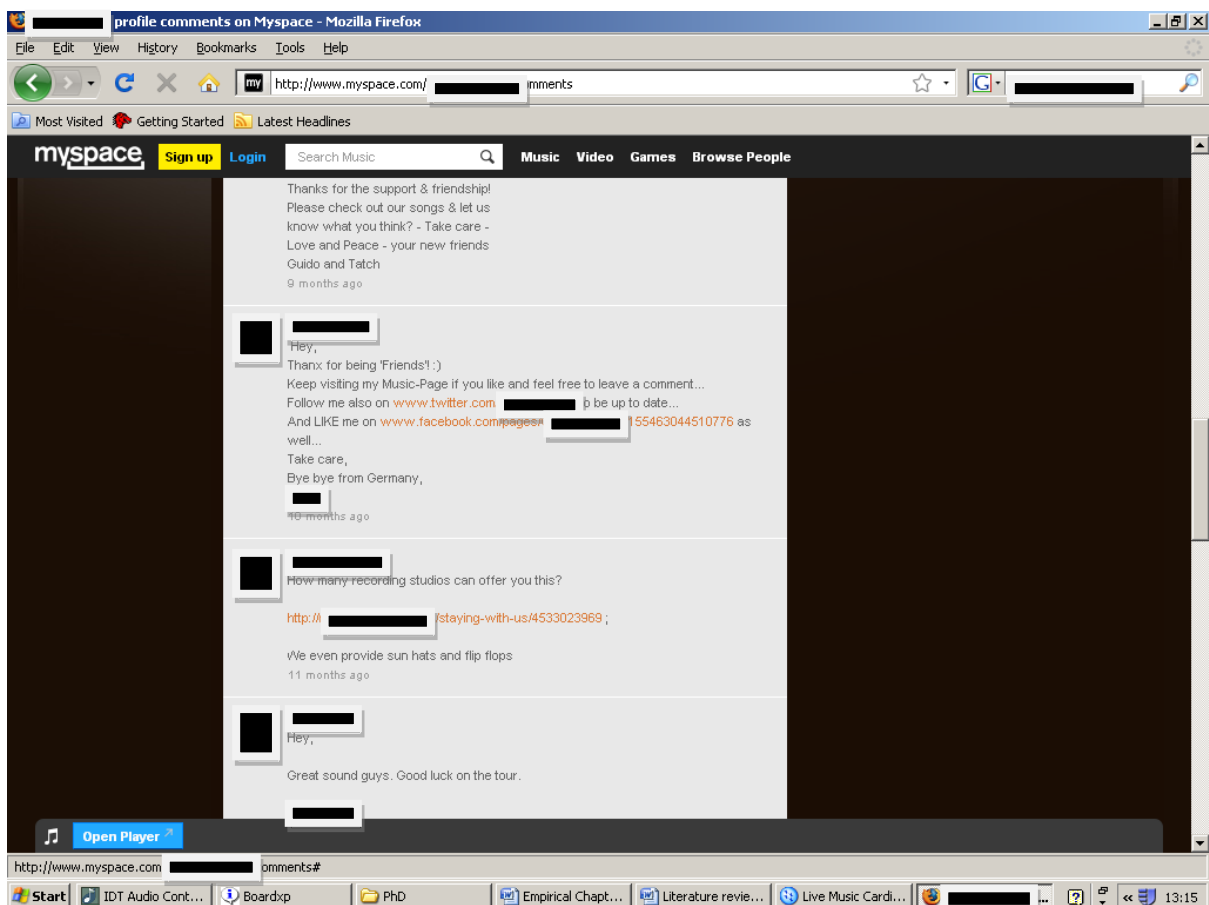 profile comments on Myspace - Mozilla Firefox
File Edit View History Bookmarks Tools Help
my http://www.myspace.com/ mments G
Most Visited Getting Started Latest Headlines
myspace Sign up Login Search Music Music Video Games Browse People
Thanks for the support & friendship!
Please check out our songs & let us
know what you think? - Take care -
Love and Peace - your new friends
Guido and Tatch
9 months ago
Hey,
Thanx for being 'Friends'! :)
Keep visiting my Music-Page if you like and feel free to leave a comment...
Follow me also on www.twitter.com o be up to date...
And LIKE me on www.facebook.com/pages/ 155463044510776 as
well...
Take care,
Bye bye from Germany,
10 months ago
How many recording studios can offer you this?
http:// /staying-with-us/4533023969 ;
We even provide sun hats and flip flops
11 months ago
Hey,
Great sound guys. Good luck on the tour.
Open Player
http://www.myspace.com omments#
Start IDT Audio Cont... Boardxp PhD Empirical Chapt... Literature revie... Live Music Cardi... ... 13:15